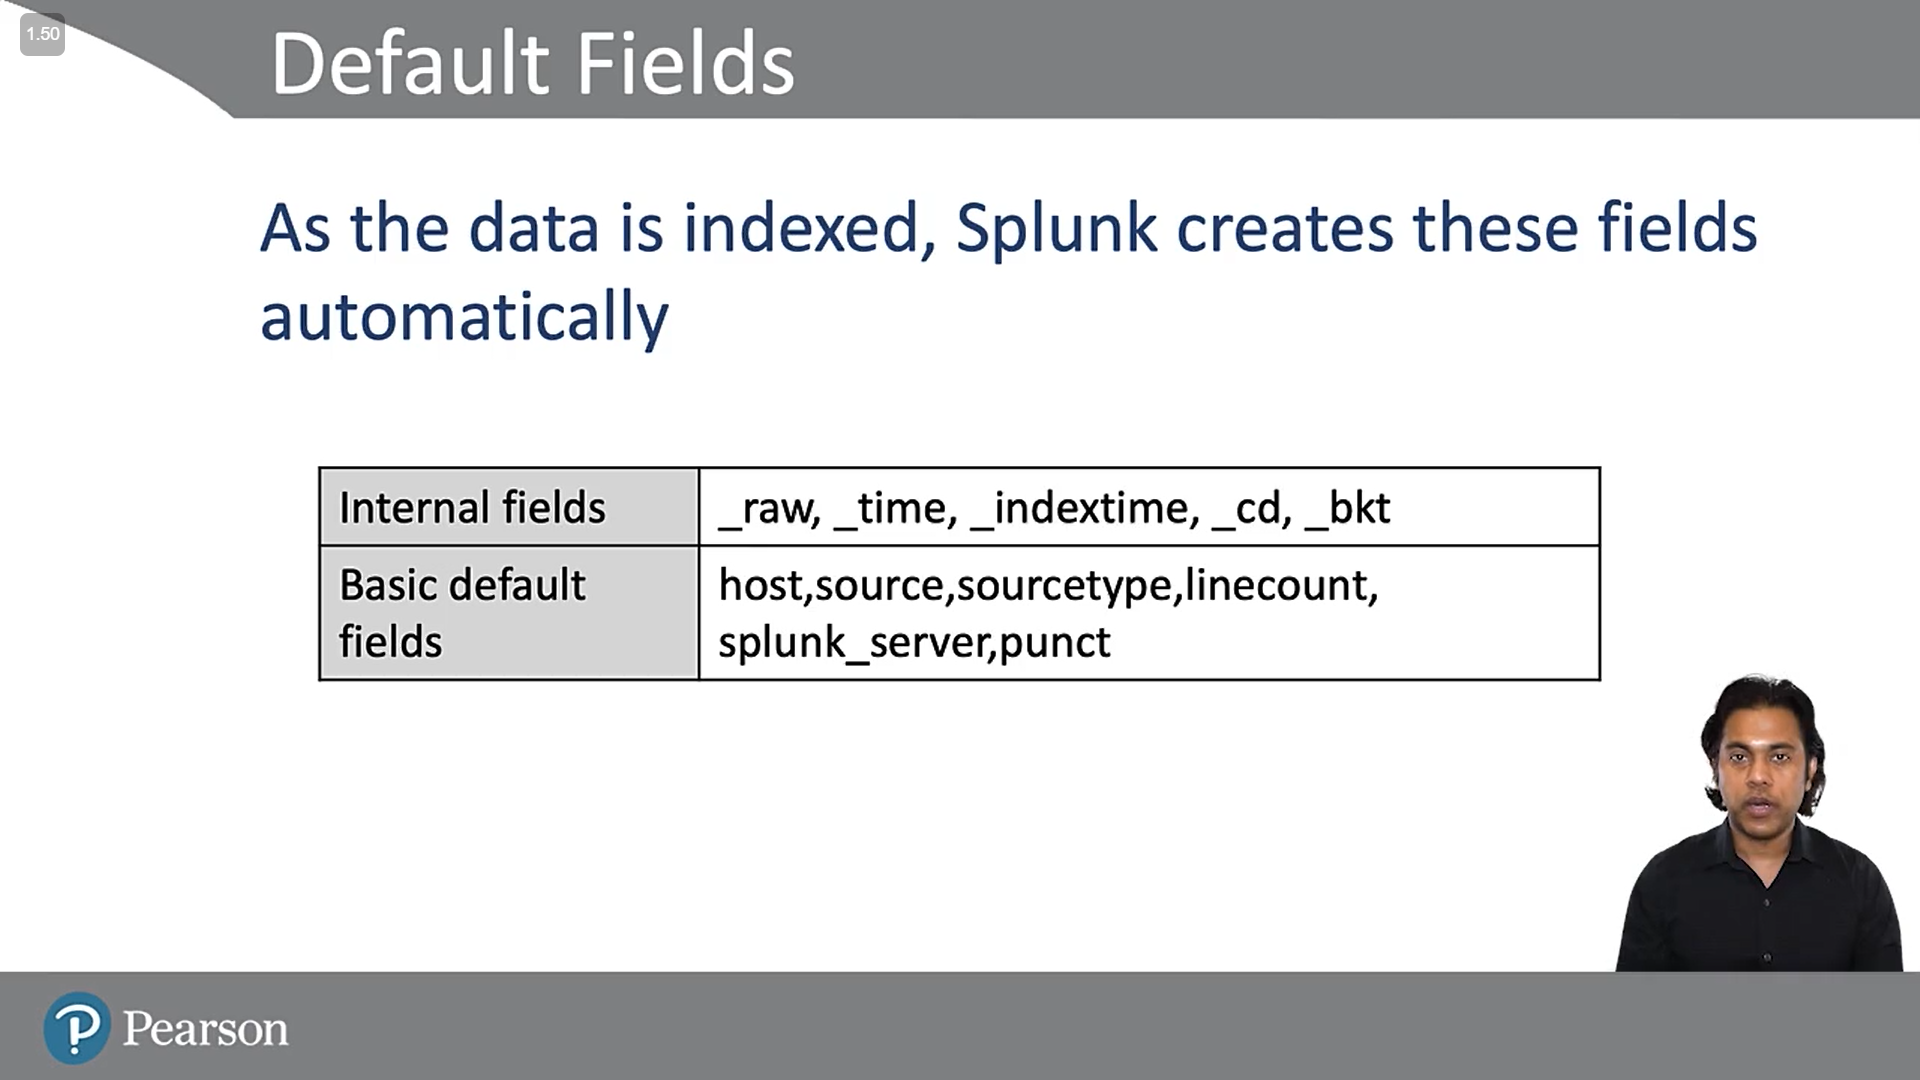 1.50
Default Fields
As the data is indexed, Splunk creates these fields
automatically
Internal fields
_raw, _time, _indextime, _cd, _bkt
Basic default
fields
host,source,sourcetype,linecount,
splunk_server,punct
Pearson